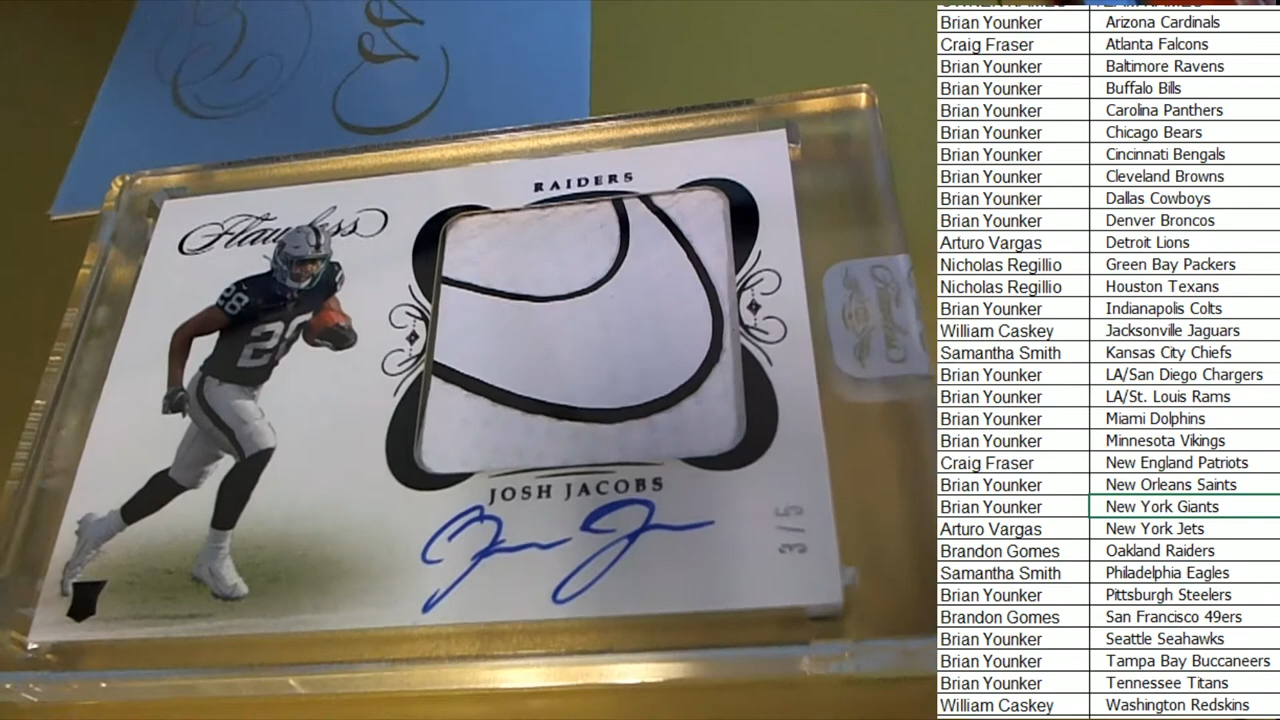 Flawless
RAIDERS
28
28
JOSH JACOBS
3/5
Brian Younker Arizona Cardinals
Craig Fraser Atlanta Falcons
Brian Younker Baltimore Ravens
Brian Younker Buffalo Bills
Brian Younker Carolina Panthers
Brian Younker Chicago Bears
Brian Younker Cincinnati Bengals
Brian Younker Cleveland Browns
Brian Younker Dallas Cowboys
Brian Younker Denver Broncos
Arturo Vargas Detroit Lions
Nicholas Regillio Green Bay Packers
Nicholas Regillio Houston Texans
Brian Younker Indianapolis Colts
William Caskey Jacksonville Jaguars
Samantha Smith Kansas City Chiefs
Brian Younker LA/San Diego Chargers
Brian Younker LA/St. Louis Rams
Brian Younker Miami Dolphins
Brian Younker Minnesota Vikings
Craig Fraser New England Patriots
Brian Younker New Orleans Saints
Brian Younker New York Giants
Arturo Vargas New York Jets
Brandon Gomes Oakland Raiders
Samantha Smith Philadelphia Eagles
Brian Younker Pittsburgh Steelers
Brandon Gomes San Francisco 49ers
Brian Younker Seattle Seahawks
Brian Younker Tampa Bay Buccaneers
Brian Younker Tennessee Titans
William Caskey Washington Redskins